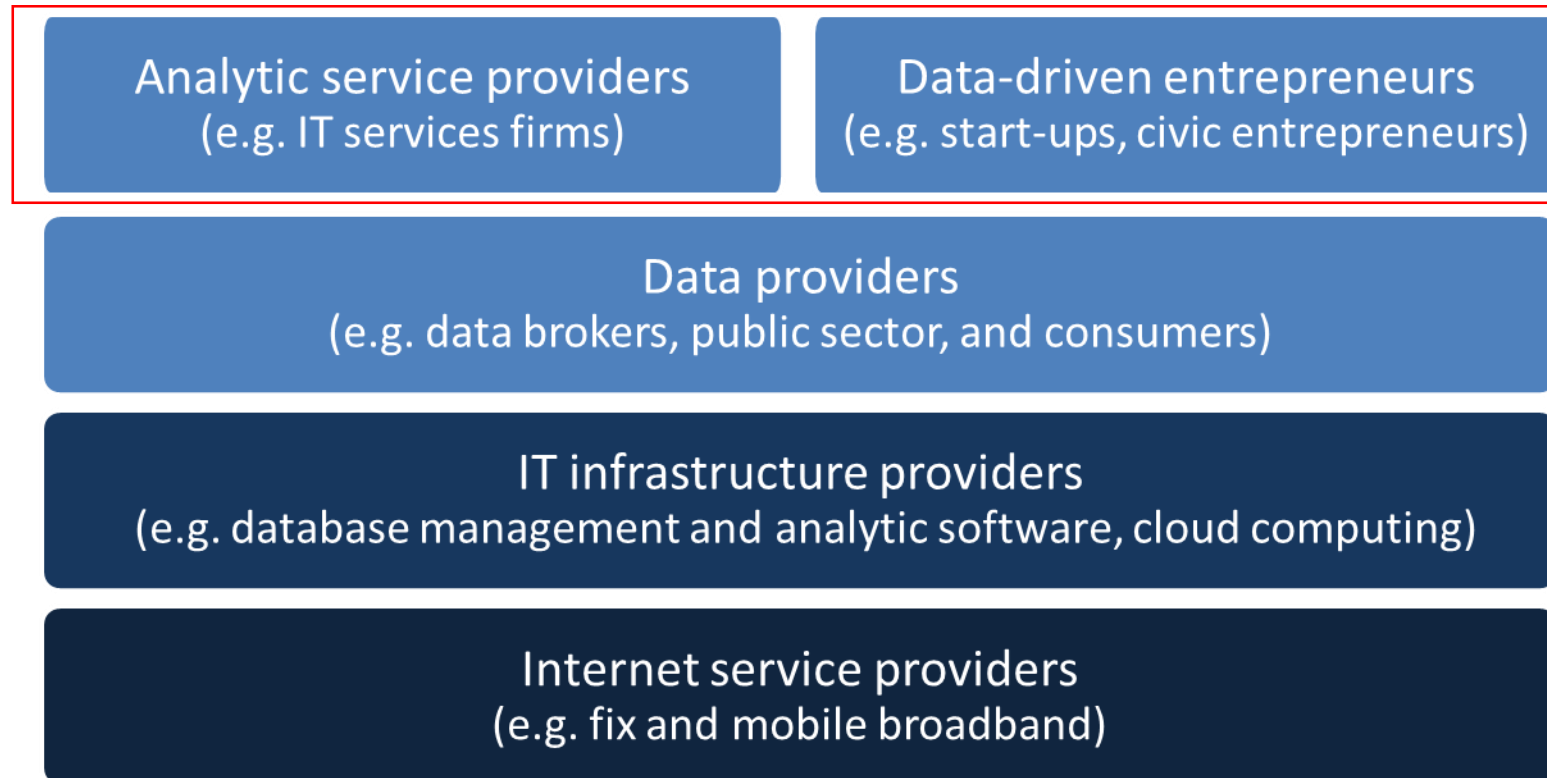 Analytic service providers
(e.g. IT services firms)
Data-driven entrepreneurs
(e.g. start-ups, civic entrepreneurs)
Data providers
(e.g. data brokers, public sector, and consumers)
IT infrastructure providers
(e.g. database management and analytic software, cloud computing)
Internet service providers
(e.g. fix and mobile broadband)